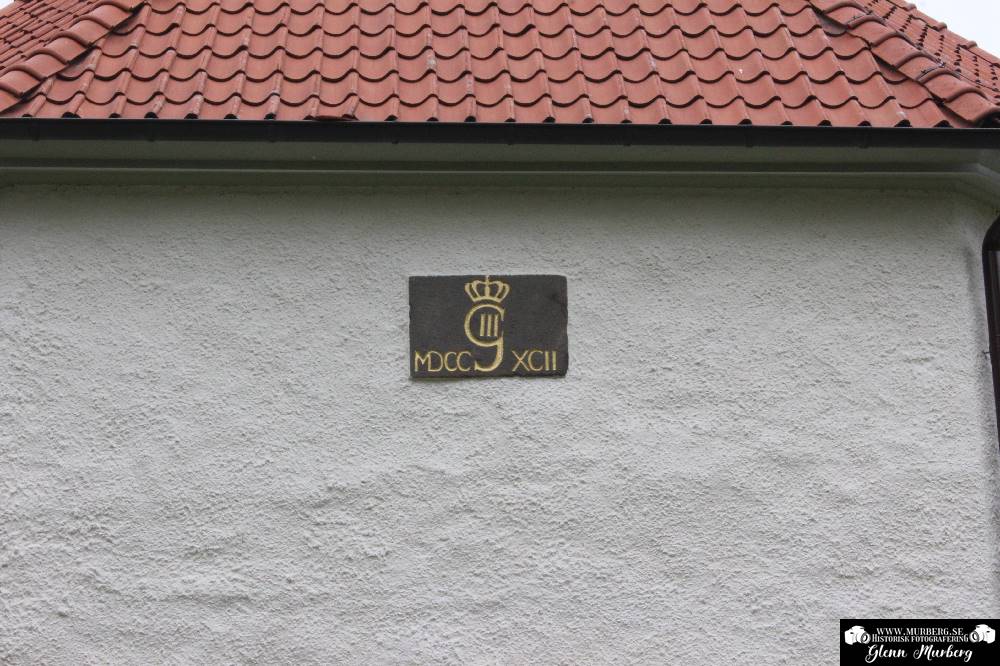 G III
MDCC XCII
WWW.MURBERG.SE
HISTORISK FOTOGRAFERING
Glenn Murberg